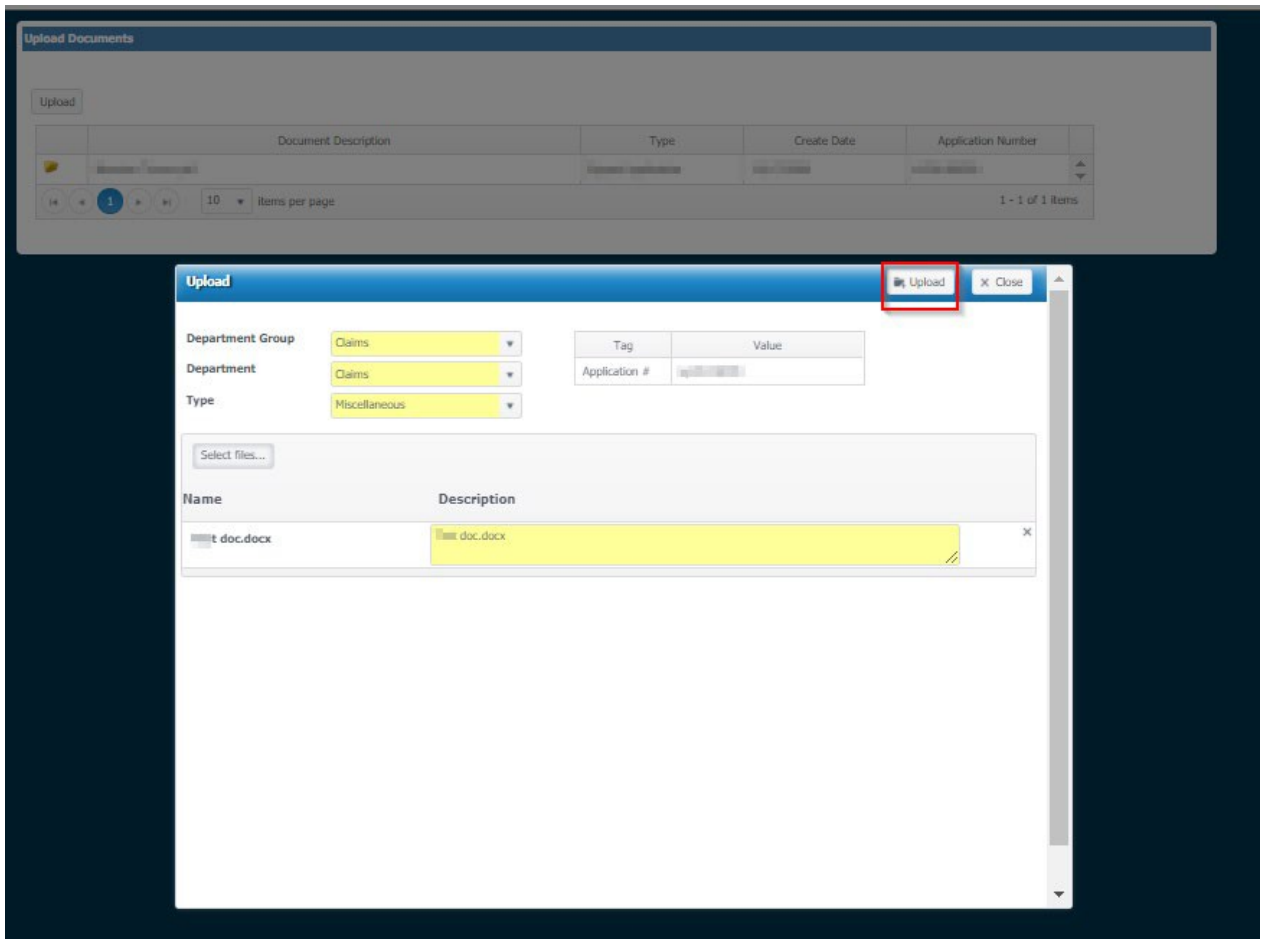 Upload Documents
Upload
Document Description Type Create Date Application Number
1 10 items per page 1 - 1 of 1 items
Upload Upload Close
Department Group Claims Tag Value
Department Claims Application #
Type Miscellaneous
Select files...
Name Description
doc.docx doc.docx